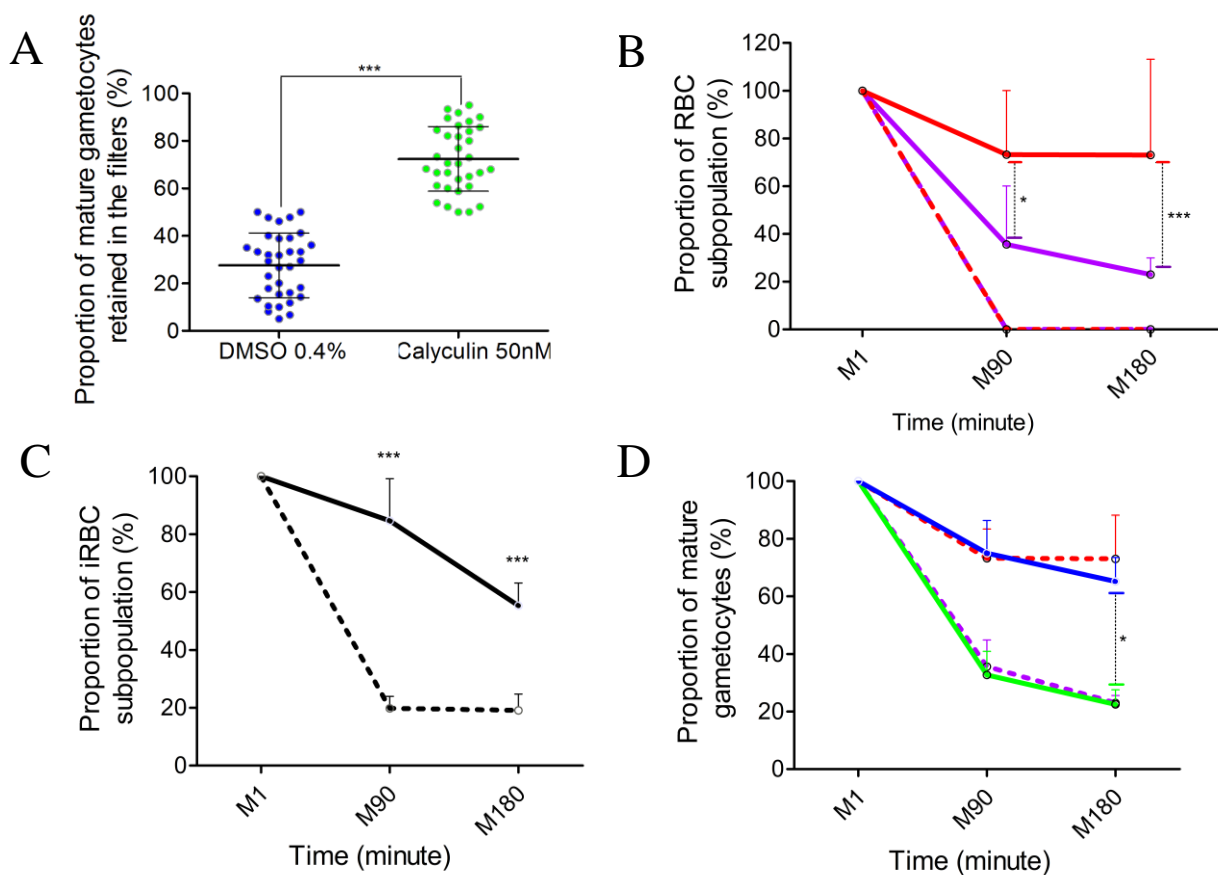 A
Proportion of mature gametocytes
retained in the filters (%)
100
80
60
40
20
0
***
DMSO 0.4%
Calyculin 50nM
B
Proportion of RBC
subpopulation (%)
120
100
80
60
40
20
0
*
***
M1
M90
M180
Time (minute)
C
Proportion of iRBC
subpopulation (%)
100
80
60
40
20
0
***
***
M1
M90
M180
Time (minute)
D
Proportion of mature
gametocytes (%)
100
80
60
40
20
0
*
M1
M90
M180
Time (minute)